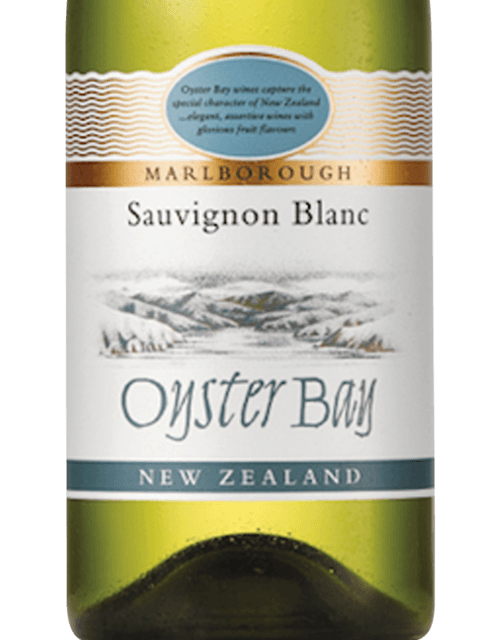 Oyster Bay wines capture the
special character of New Zealand
...elegant, assertive wines with
glorious fruit flavours
MARLBOROUGH
Sauvignon Blanc
Oyster Bay
NEW ZEALAND